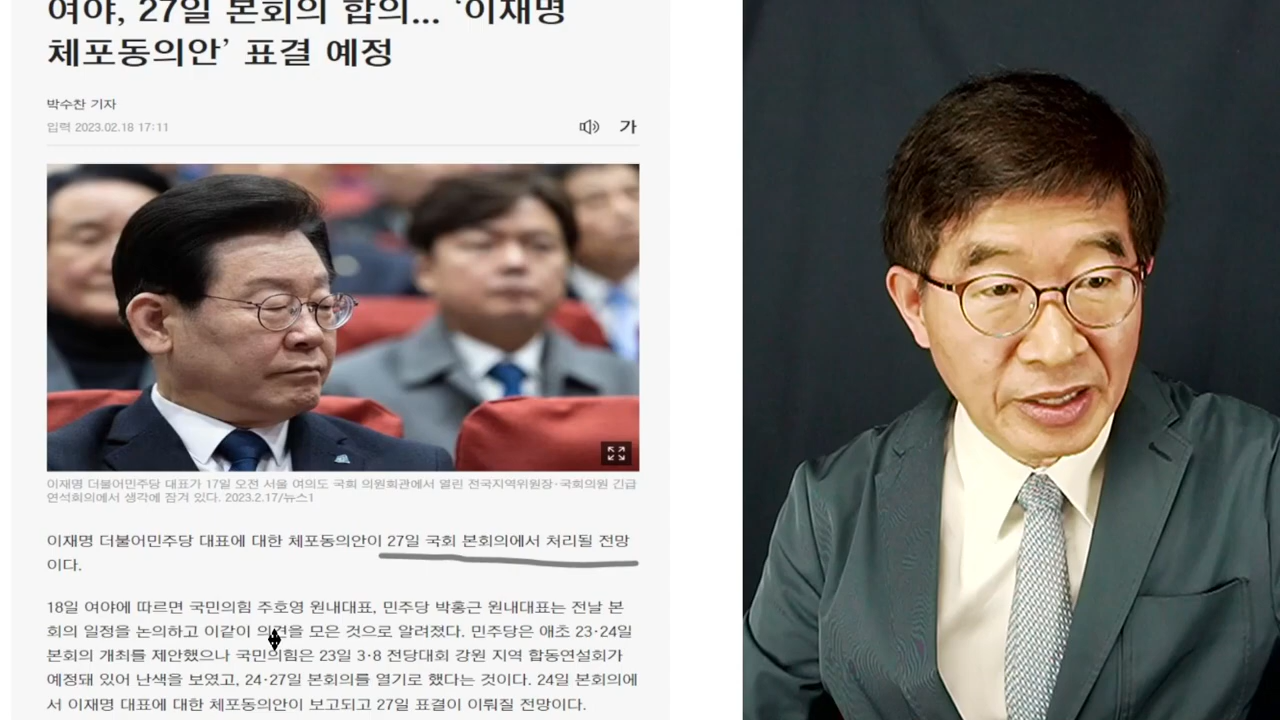 여야, 27일 본회의 합의... ‘이재명
체포동의안’ 표결 예정
박수찬 기자
입력 2023.02.18 17:11
가
이재명 더불어민주당 대표가 17일 오전 서울 여의도 국회 의원회관에서 열린 전국지역위원장·국회의원 긴급
연석회의에서 생각에 잠겨 있다. 2023.2.17/뉴스1
이재명 더불어민주당 대표에 대한 체포동의안이 27일 국회 본회의에서 처리될 전망
이다.
18일 여야에 따르면 국민의힘 주호영 원내대표, 민주당 박홍근 원내대표는 전날 본
회의 일정을 논의하고 이같이 의견을 모은 것으로 알려졌다. 민주당은 애초 23·24일
본회의 개최를 제안했으나 국민의힘은 23일 3·8 전당대회 강원 지역 합동연설회가
예정돼 있어 난색을 보였고, 24·27일 본회의를 열기로 했다는 것이다. 24일 본회의에
서 이재명 대표에 대한 체포동의안이 보고되고 27일 표결이 이뤄질 전망이다.